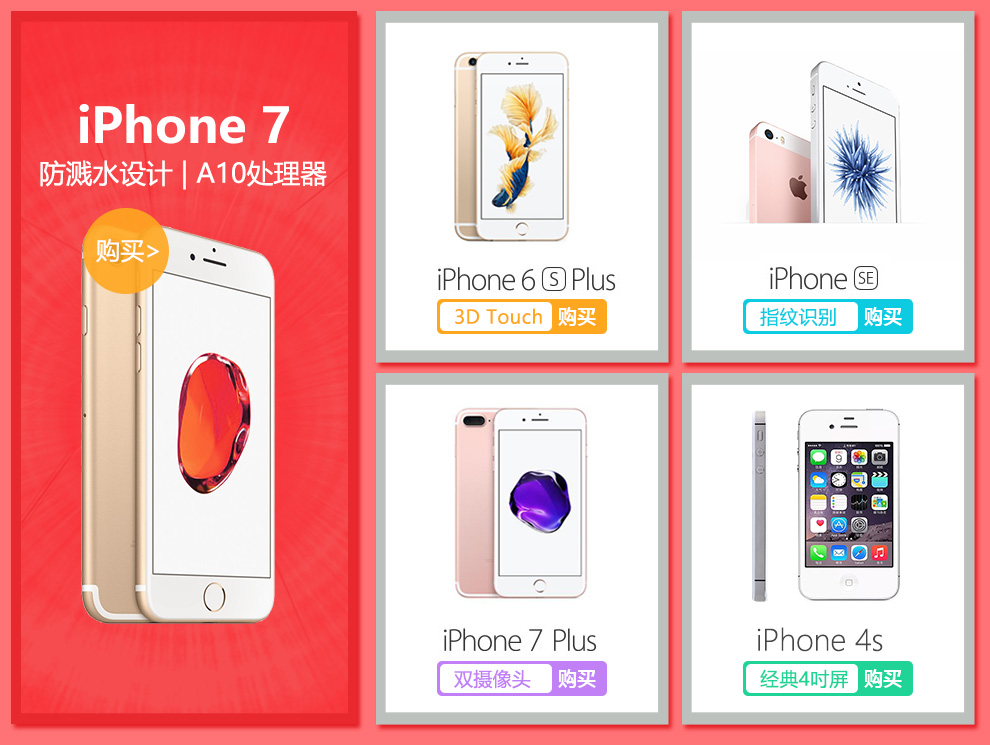 iPhone 7
防溅水设计 | A10处理器
购买>
iPhone 6 S Plus
3D Touch 购买
iPhone SE
指纹识别 购买
iPhone 7 Plus
双摄像头 购买
iPhone 4s
经典4吋屏 购买